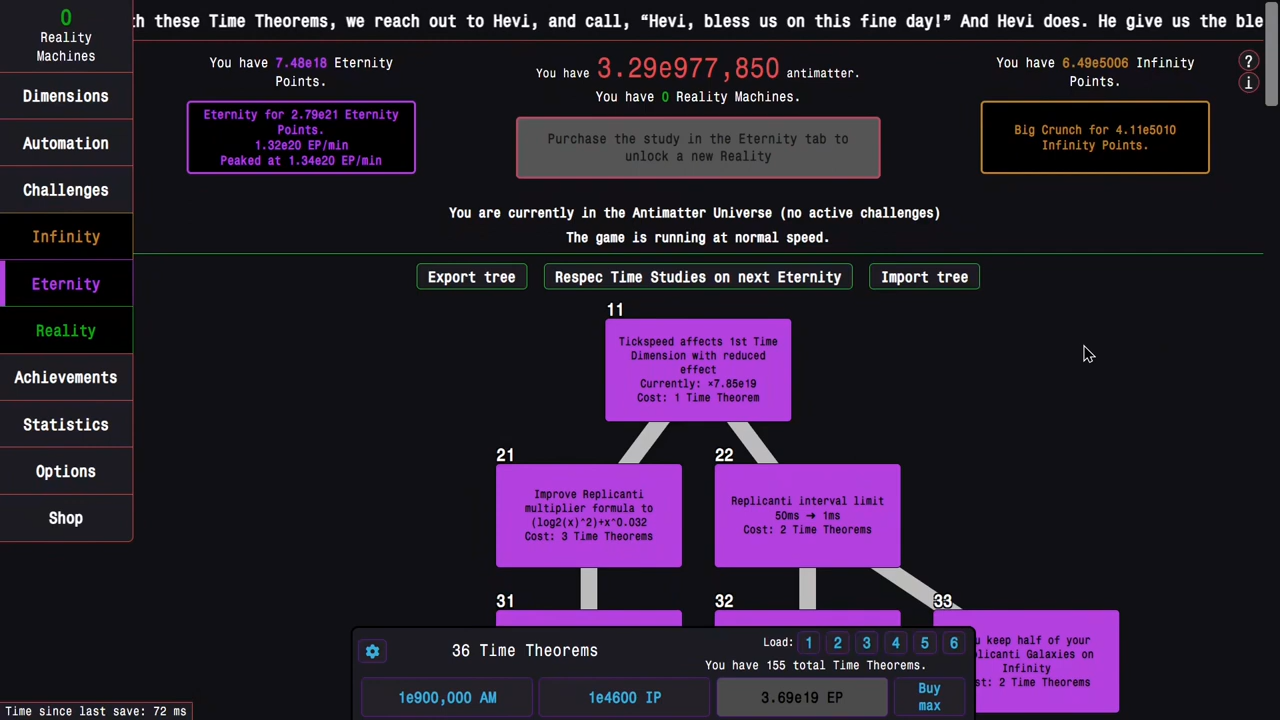 0
Reality
Machines
Dimensions
Automation
Challenges
Infinity
Eternity
Reality
Achievements
Statistics
Options
Shop
these Time Theorems, we reach out to Hevi, and call, “Hevi, bless us on this fine day!” And Hevi does. He give us the
You have 7.48e18 Eternity
Points.
Eternity for 2.79e21 Eternity
Points.
1.32e20 EP/min
Peaked at 1.34e20 EP/min
You have 3.29e977,850 antimatter.
You have 0 Reality Machines.
Purchase the study in the Eternity tab to
unlock a new Reality
You have 6.49e5006 Infinity
Points.
Big Crunch for 4.11e5010
Infinity Points.
?
i
You are currently in the Antimatter Universe (no active challenges)
The game is running at normal speed.
Export tree
Respec Time Studies on next Eternity
Import tree
11
Tickspeed affects 1st Time
Dimension with reduced
effect
Currently: ×7.85e19
Cost: 1 Time Theorem
21
Improve Replicanti
multiplier formula to
(log2(x)^2)+x^0.032
Cost: 3 Time Theorems
22
Replicanti interval limit
50ms → 1ms
Cost: 2 Time Theorems
31
32
33
keep half of your
Galaxies on
Infinity
2 Time Theorems
36 Time Theorems
Load: 1 2 3 4 5 6
You have 155 total Time Theorems.
1e900,000 AM
1e4600 IP
3.69e19 EP
Buy
max
Time since last save: 72 ms